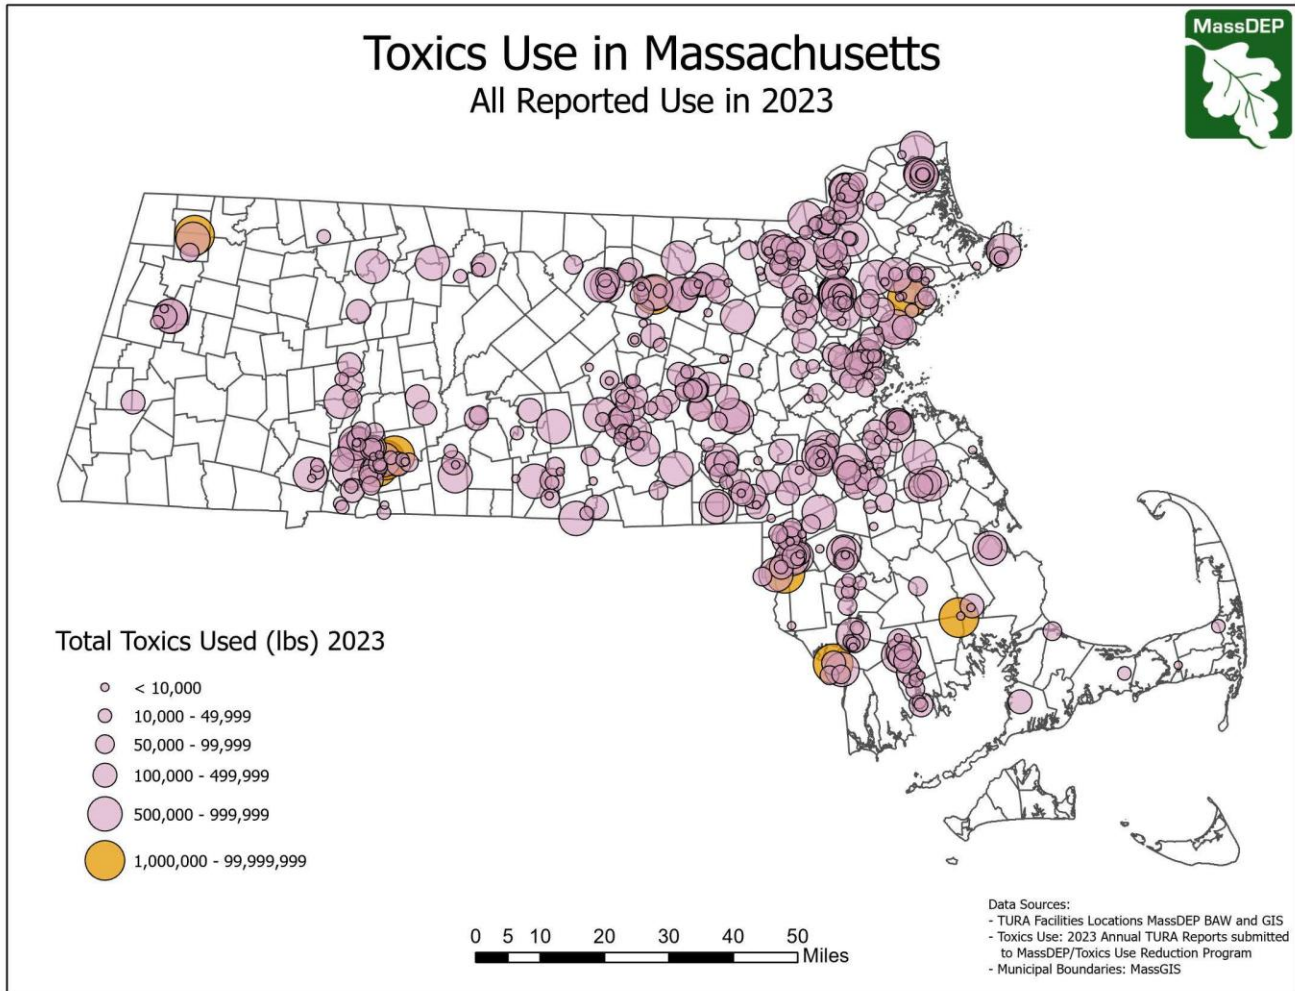 MassDEP
Toxics Use in Massachusetts
All Reported Use in 2023
Total Toxics Used (lbs) 2023
< 10,000
10,000 - 49,999
50,000 - 99,999
100,000 - 499,999
500,000 - 999,999
1,000,000 - 99,999,999
0 5 10 20 30 40 50
Miles
Data Sources:
- TURA Facilities Locations MassDEP BAW and GIS
- Toxics Use: 2023 Annual TURA Reports submitted
to MassDEP/Toxics Use Reduction Program
- Municipal Boundaries: MassGIS